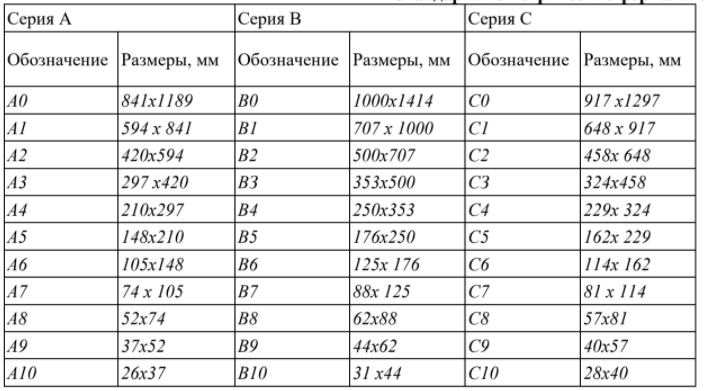 Серия А Серия В Серия С
Обозначение Размеры, мм Обозначение Размеры, мм Обозначение Размеры, мм
А0 841х1189 В0 1000х1414 С0 917 х1297
А1 594 х 841 В1 707 х 1000 С1 648 х 917
А2 420х594 В2 500х707 С2 458х 648
А3 297 х420 В3 353х500 С3 324х458
А4 210х297 В4 250х353 С4 229х 324
А5 148х210 В5 176х250 С5 162х 229
А6 105х148 В6 125х 176 С6 114х 162
А7 74 х 105 В7 88х 125 С7 81 х 114
А8 52х74 В8 62х88 С8 57х81
А9 37х52 В9 44х62 С9 40х57
А10 26х37 В10 31 х44 С10 28х40